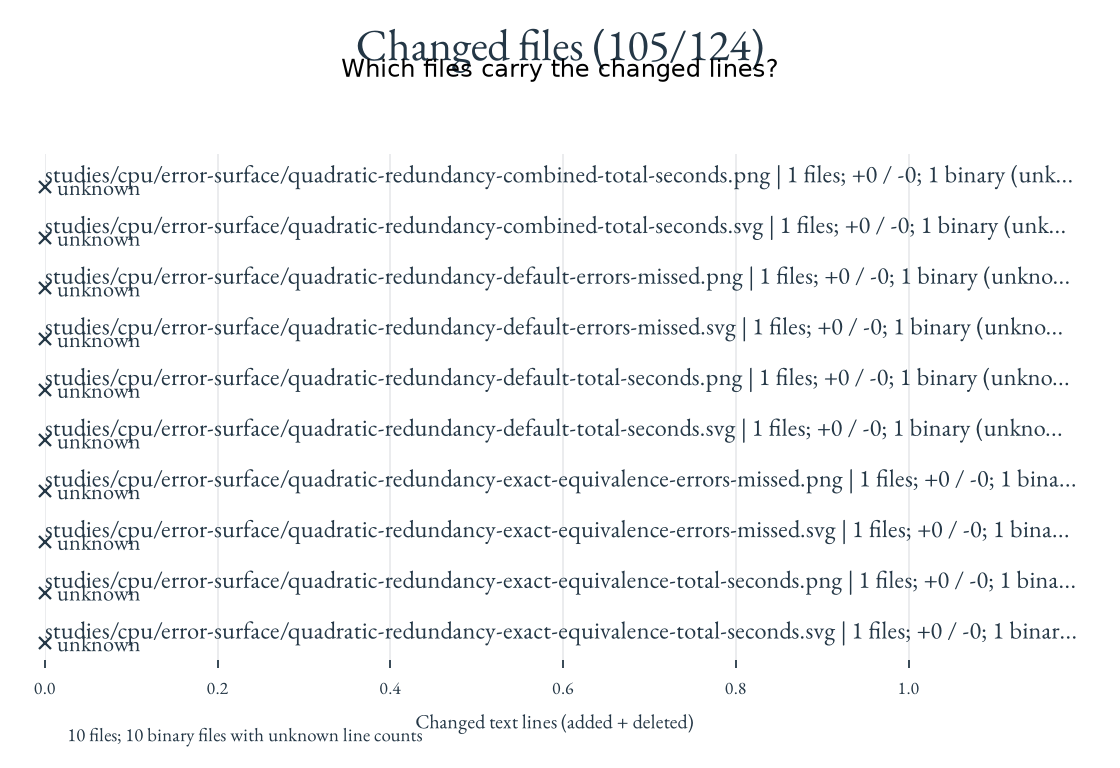 Changed files (105/124)
Which files carry the changed lines?
studies/cpu/error-surface/quadratic-redundancy-combined-total-seconds.png | 1 files; +0 / -0; 1 binary (unk...
unknown
studies/cpu/error-surface/quadratic-redundancy-combined-total-seconds.svg | 1 files; +0 / -0; 1 binary (unk...
unknown
studies/cpu/error-surface/quadratic-redundancy-default-errors-missed.png | 1 files; +0 / -0; 1 binary (unkno...
unknown
studies/cpu/error-surface/quadratic-redundancy-default-errors-missed.svg | 1 files; +0 / -0; 1 binary (unkno...
unknown
studies/cpu/error-surface/quadratic-redundancy-default-total-seconds.png | 1 files; +0 / -0; 1 binary (unkno...
unknown
studies/cpu/error-surface/quadratic-redundancy-default-total-seconds.svg | 1 files; +0 / -0; 1 binary (unkno...
unknown
studies/cpu/error-surface/quadratic-redundancy-exact-equivalence-errors-missed.png | 1 files; +0 / -0; 1 bina...
unknown
studies/cpu/error-surface/quadratic-redundancy-exact-equivalence-errors-missed.svg | 1 files; +0 / -0; 1 bina...
unknown
studies/cpu/error-surface/quadratic-redundancy-exact-equivalence-total-seconds.png | 1 files; +0 / -0; 1 bina...
unknown
studies/cpu/error-surface/quadratic-redundancy-exact-equivalence-total-seconds.svg | 1 files; +0 / -0; 1 binar...
unknown
0.0 0.2 0.4 0.6 0.8 1.0
Changed text lines (added + deleted)
10 files; 10 binary files with unknown line counts